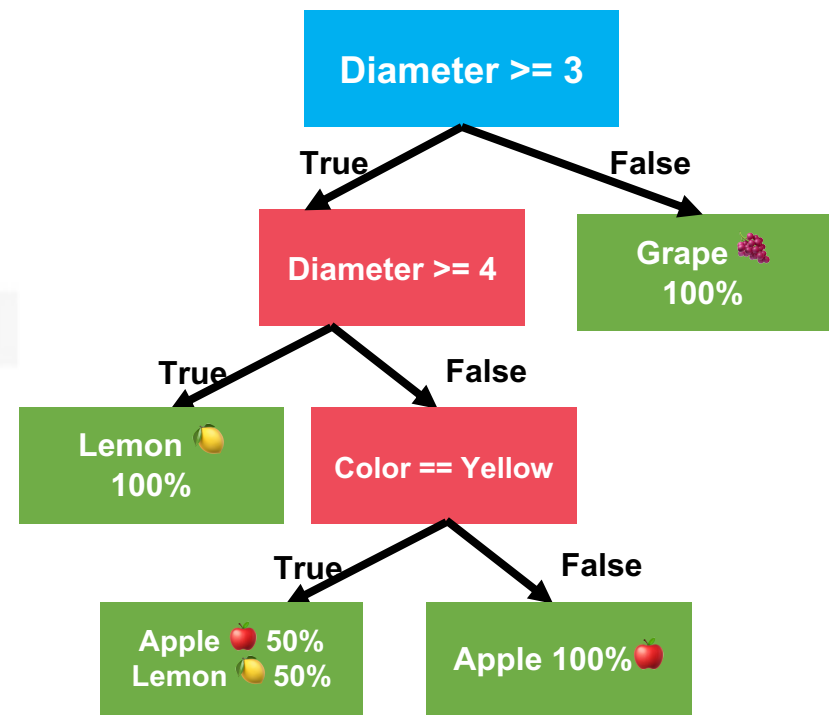 Diameter >= 3
True
False
Diameter >= 4
Grape 🍇
100%
True
False
Lemon 🍋
100%
Color == Yellow
True
False
Apple 🍎 50%
Lemon 🍋 50%
Apple 100%🍎